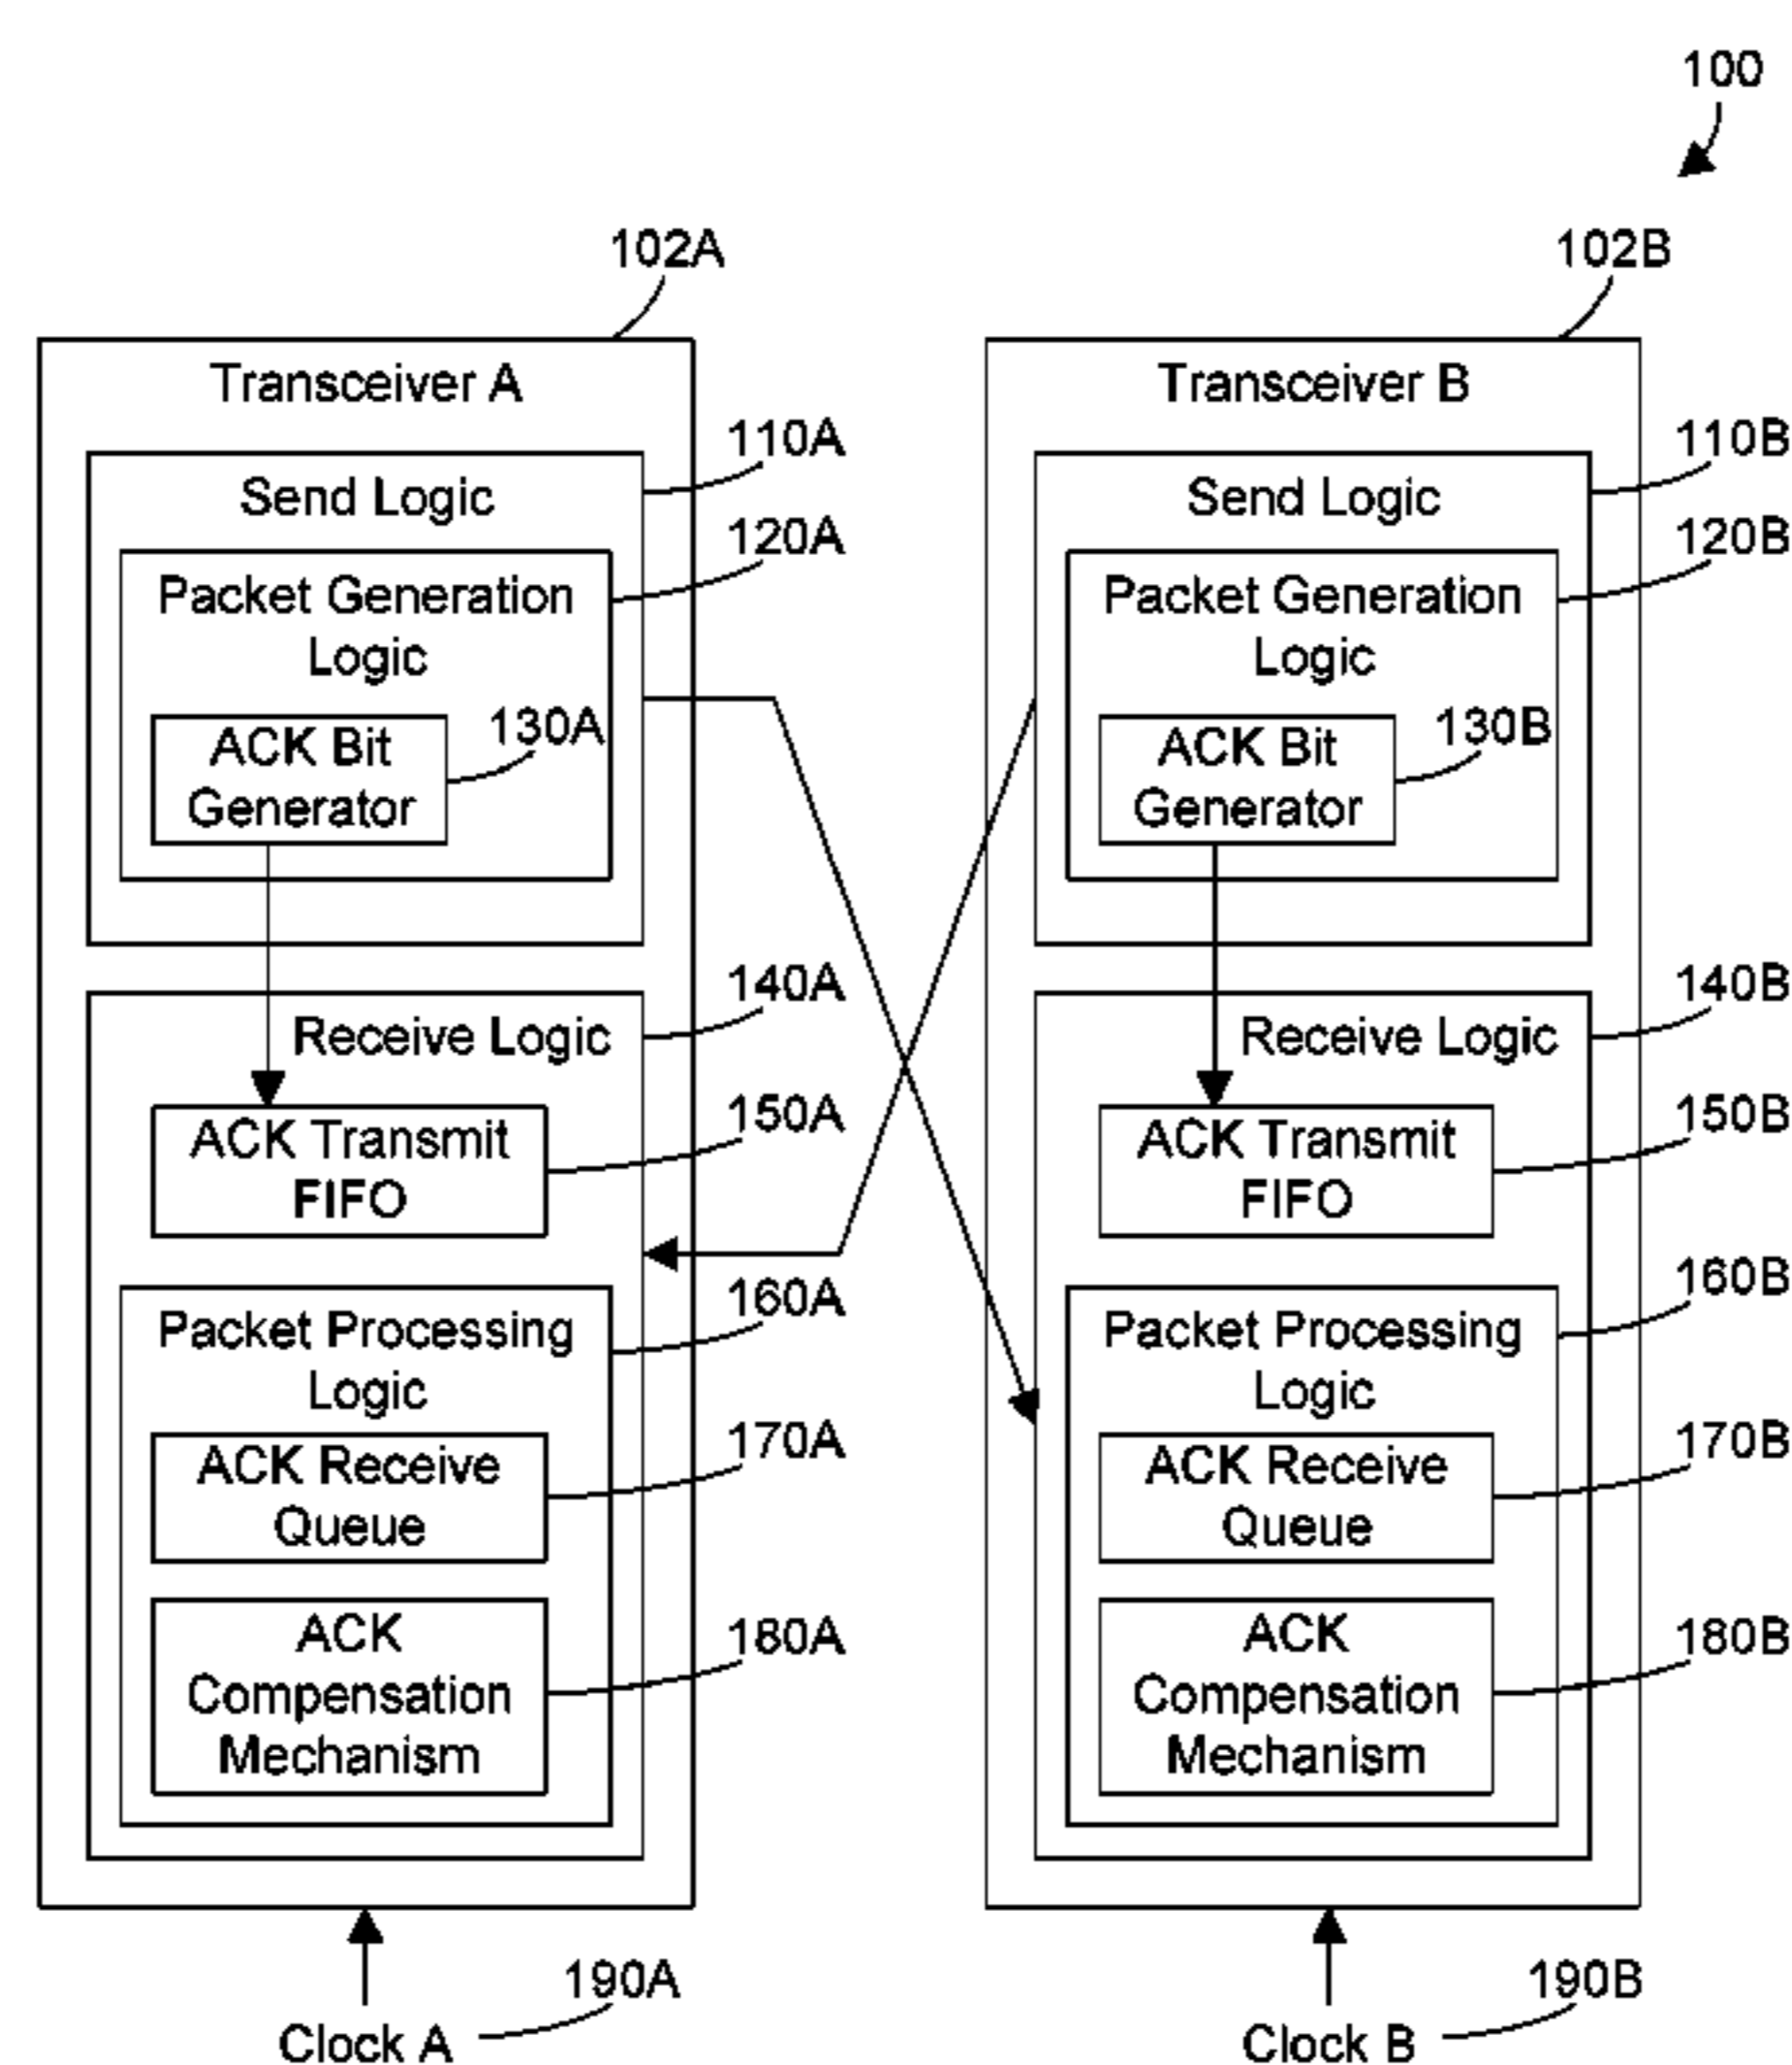 100
102A
102B
Transceiver A
Transceiver B
110A
110B
Send Logic
Send Logic
120A
120B
Packet Generation
Logic
Packet Generation
Logic
130A
130B
ACK Bit
Generator
ACK Bit
Generator
140A
140B
Receive Logic
Receive Logic
150A
150B
ACK Transmit
FIFO
ACK Transmit
FIFO
160A
160B
Packet Processing
Logic
Packet Processing
Logic
170A
170B
ACK Receive
Queue
ACK Receive
Queue
180A
180B
ACK
Compensation
Mechanism
ACK
Compensation
Mechanism
190A
190B
Clock A
Clock B